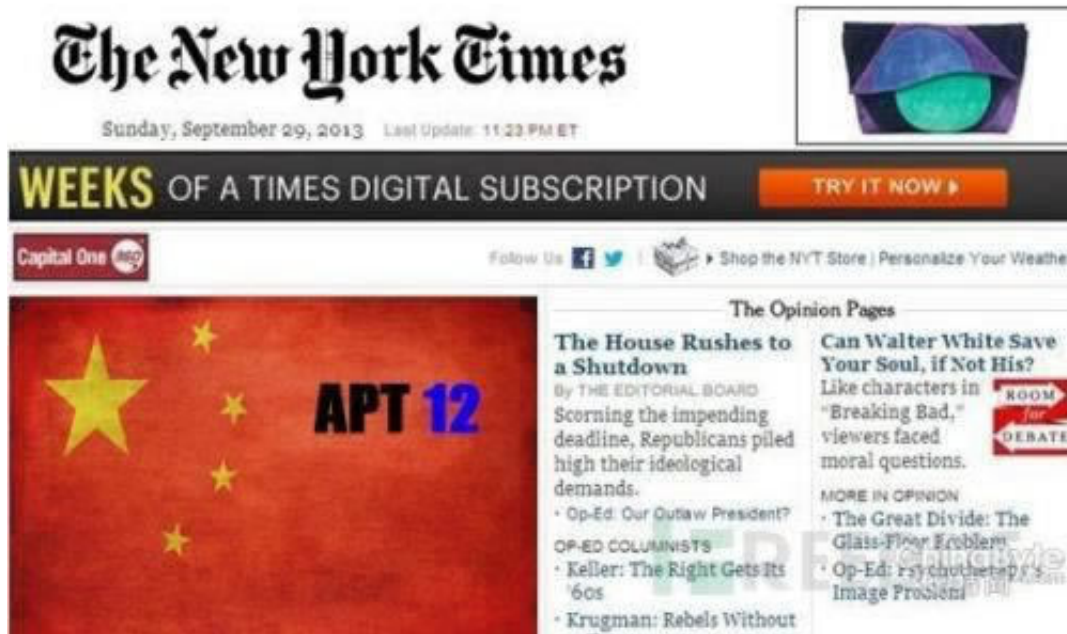 The New York Times
Sunday, September 29, 2013 Last Update: 11:23 PM ET
WEEKS OF A TIMES DIGITAL SUBSCRIPTION
TRY IT NOW
Capital One 360
Follow Us
Shop the NYT Store | Personalize Your Weathe
APT 12
The Opinion Pages
The House Rushes to
a Shutdown
By THE EDITORIAL BOARD
Scorning the impending
deadline, Republicans piled
high their ideological
demands.
· Op-Ed: Our Outlaw President?
OP-ED COLUMNISTS
· Keller: The Right Gets Its
'60s
· Krugman: Rebels Without
Can Walter White Save
Your Soul, if Not His?
Like characters in
"Breaking Bad,"
viewers faced
moral questions.
ROOM
for
DEBATE
MORE IN OPINION
· The Great Divide: The
Glass-Floor Problem
· Op-Ed: Psychotherapy's
Image Problem